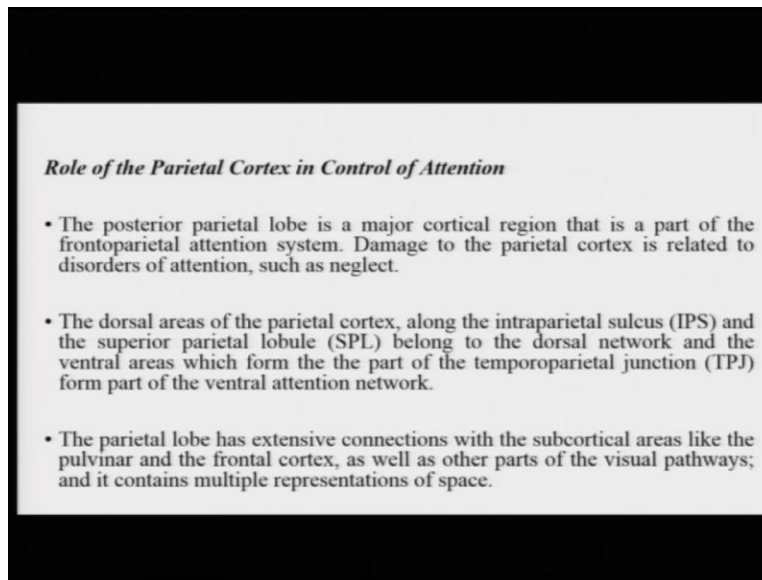 Role of the Parietal Cortex in Control of Attention
• The posterior parietal lobe is a major cortical region that is a part of the
frontoparietal attention system. Damage to the parietal cortex is related to
disorders of attention, such as neglect.
• The dorsal areas of the parietal cortex, along the intraparietal sulcus (IPS) and
the superior parietal lobule (SPL) belong to the dorsal network and the
ventral areas which form the the part of the temporoparietal junction (TPJ)
form part of the ventral attention network.
• The parietal lobe has extensive connections with the subcortical areas like the
pulvinar and the frontal cortex, as well as other parts of the visual pathways;
and it contains multiple representations of space.